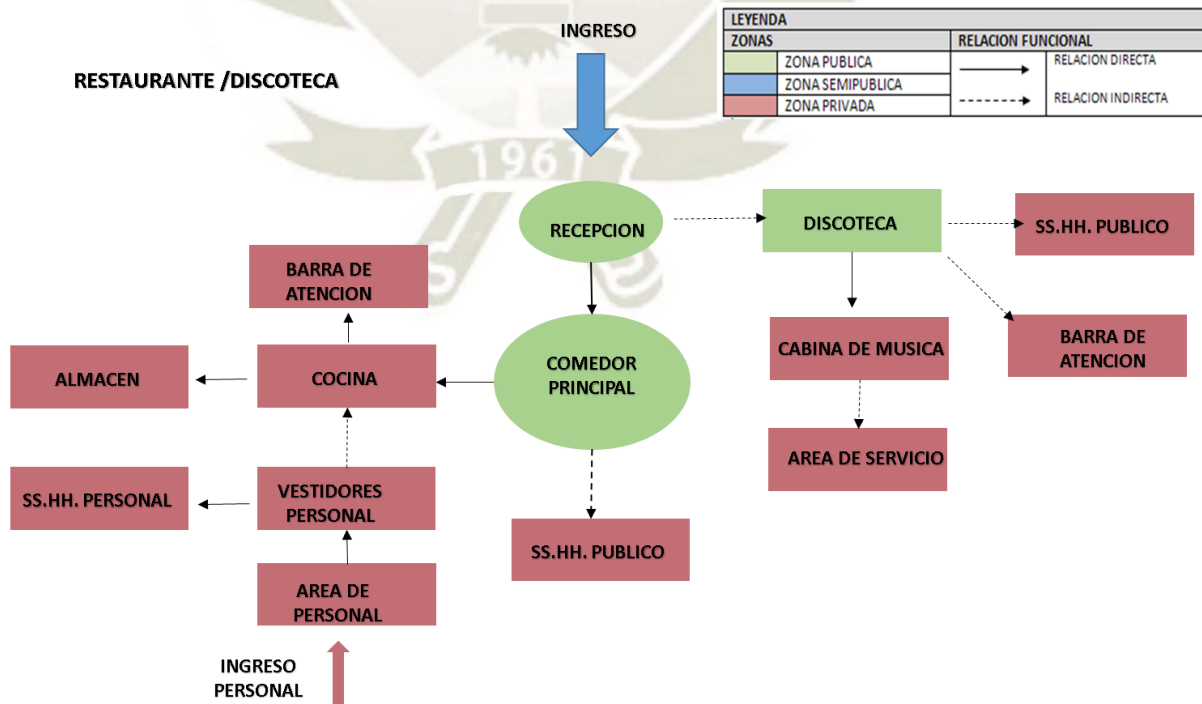 INGRESO
RESTAURANTE /DISCOTECA
LEYENDA
ZONAS
RELACION FUNCIONAL
ZONA PUBLICA
RELACION DIRECTA
ZONA SEMIPUBLICA
RELACION INDIRECTA
ZONA PRIVADA
1961
RECEPCION
DISCOTECA
SS.HH. PUBLICO
BARRA DE
ATENCION
COMEDOR
PRINCIPAL
CABINA DE MUSICA
BARRA DE
ATENCION
ALMACEN
COCINA
AREA DE SERVICIO
SS.HH. PERSONAL
VESTIDORES
PERSONAL
SS.HH. PUBLICO
AREA DE
PERSONAL
INGRESO
PERSONAL